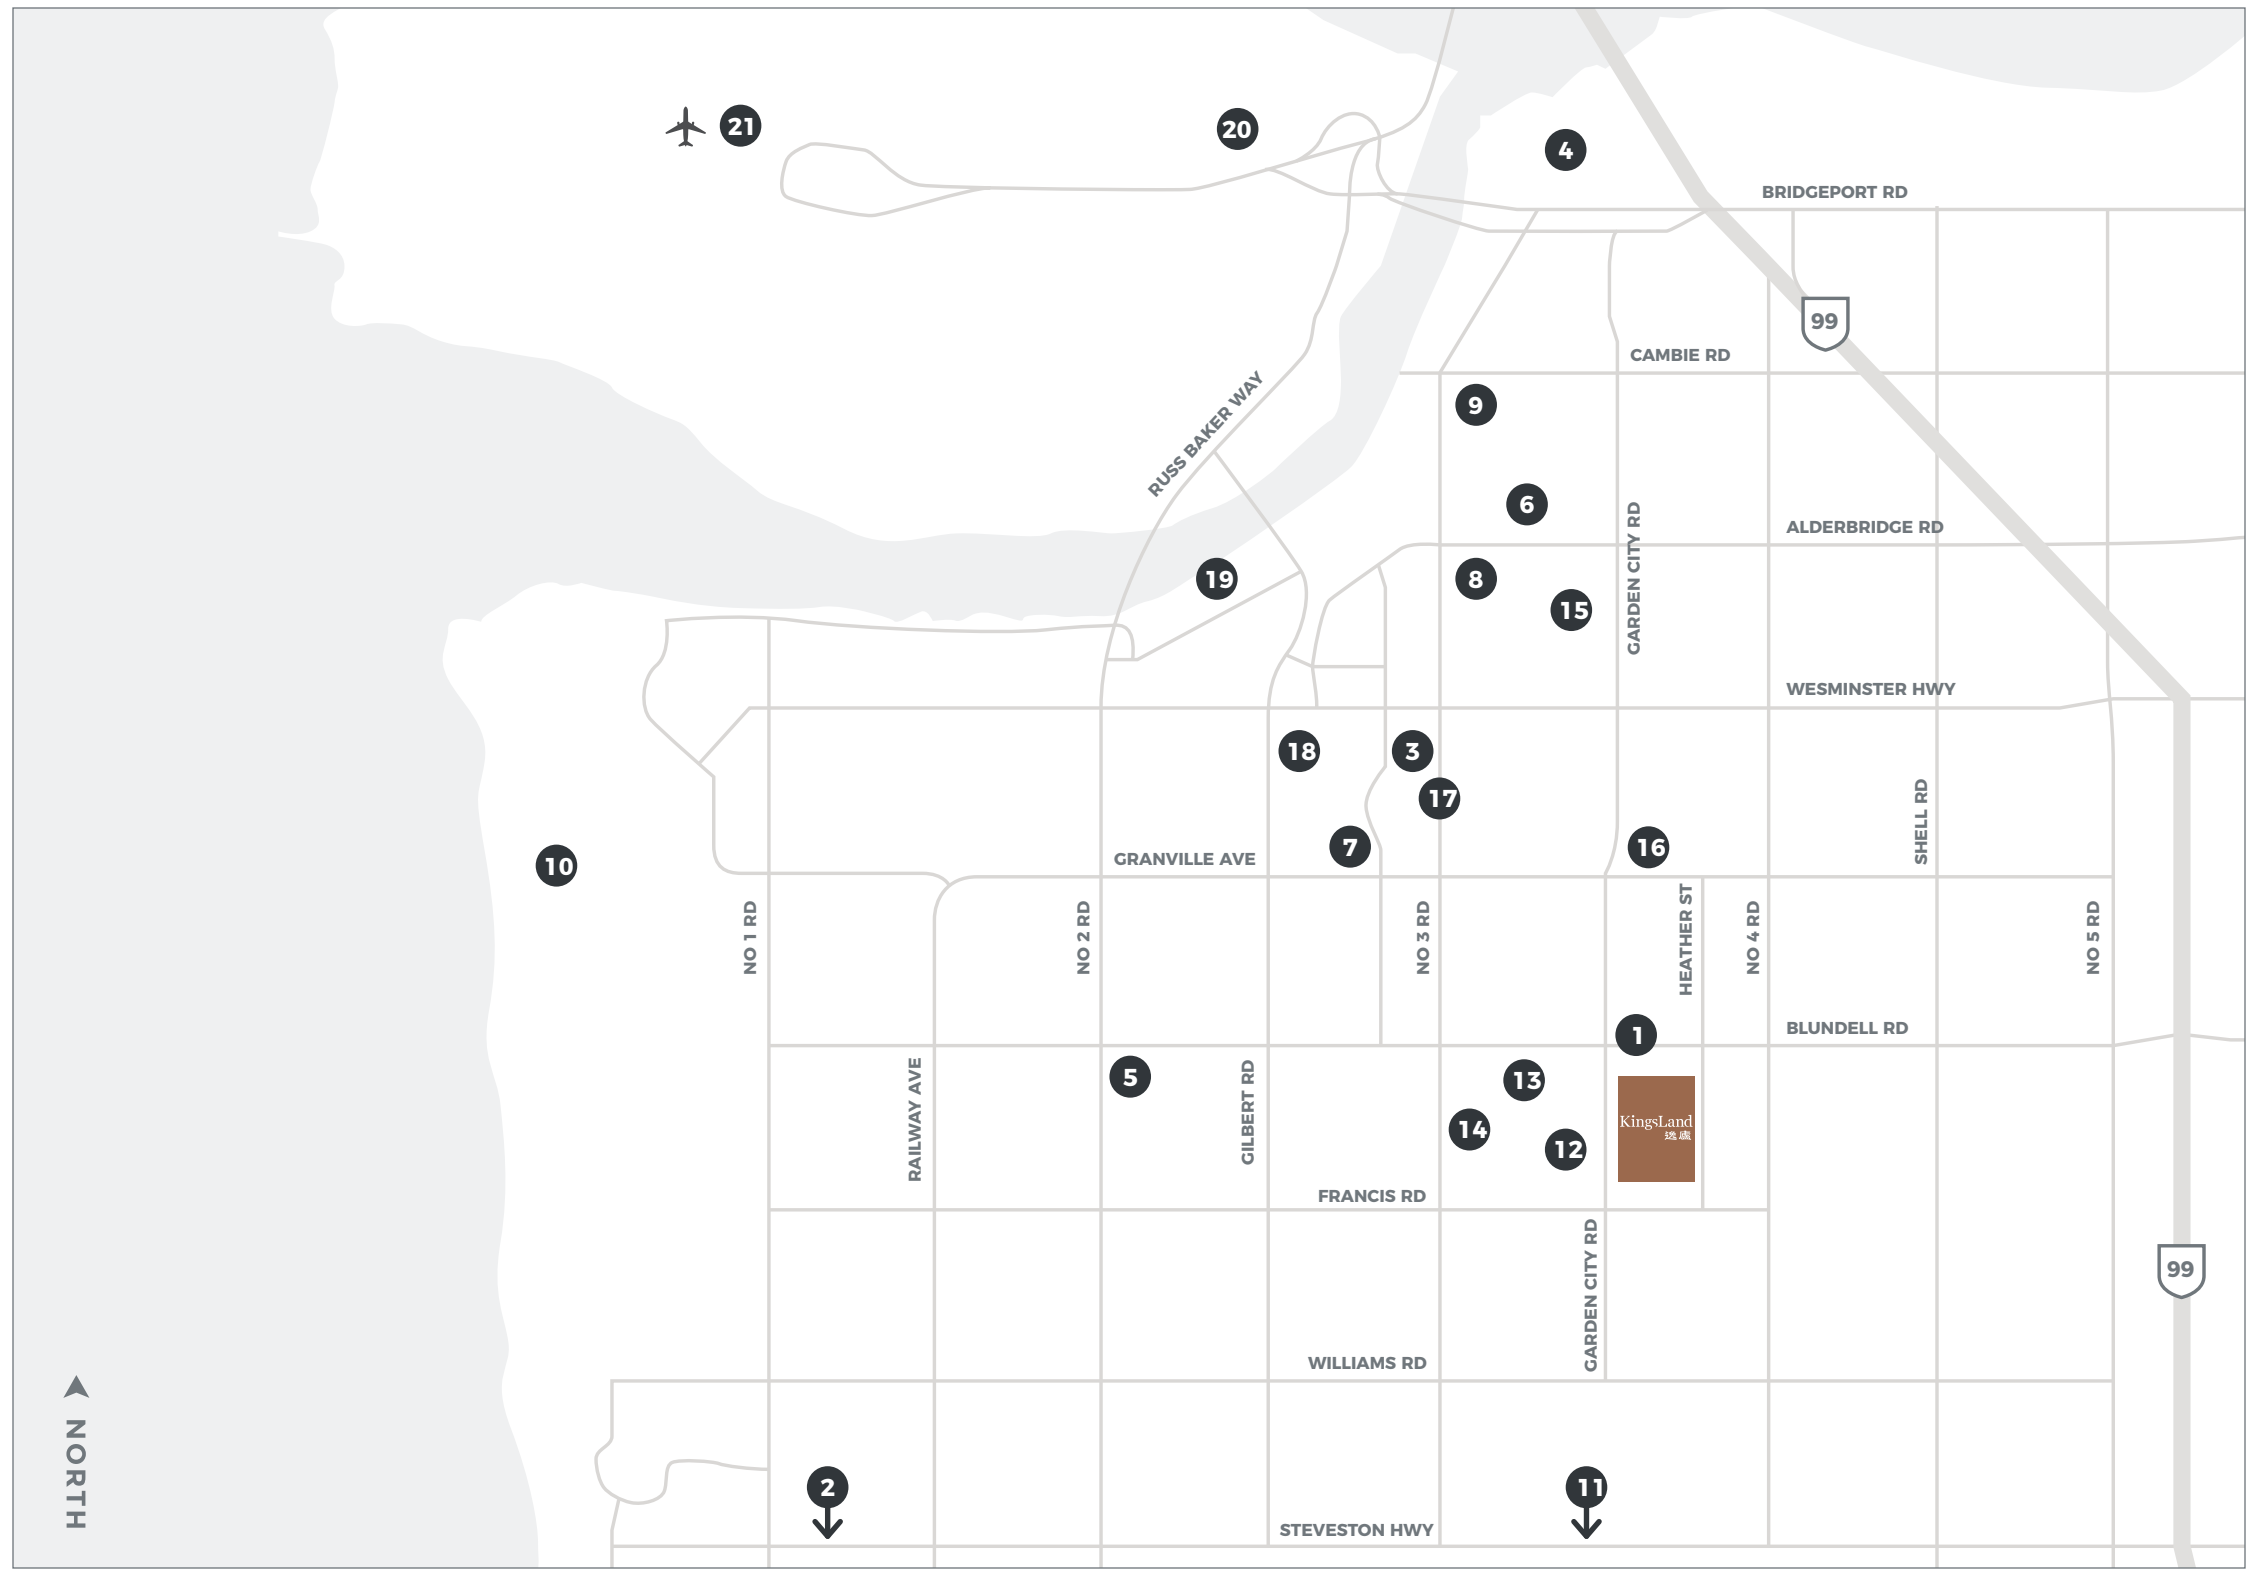 21
20
4
BRIDGEPORT RD
99
CAMBIE RD
RUSS BAKER WAY
9
6
GARDEN CITY RD
ALDERBRIDGE RD
19
8
15
WESMINSTER HWY
18
3
17
SHELL RD
7
16
GRANVILLE AVE
10
NO 1 RD
NO 2 RD
NO 3 RD
HEATHER ST
NO 4 RD
NO 5 RD
1
BLUNDELL RD
5
RAILWAY AVE
GILBERT RD
13
14
12
KingsLand
逸廬
FRANCIS RD
GARDEN CITY RD
99
WILLIAMS RD
NORTH
2
11
STEVESTON HWY